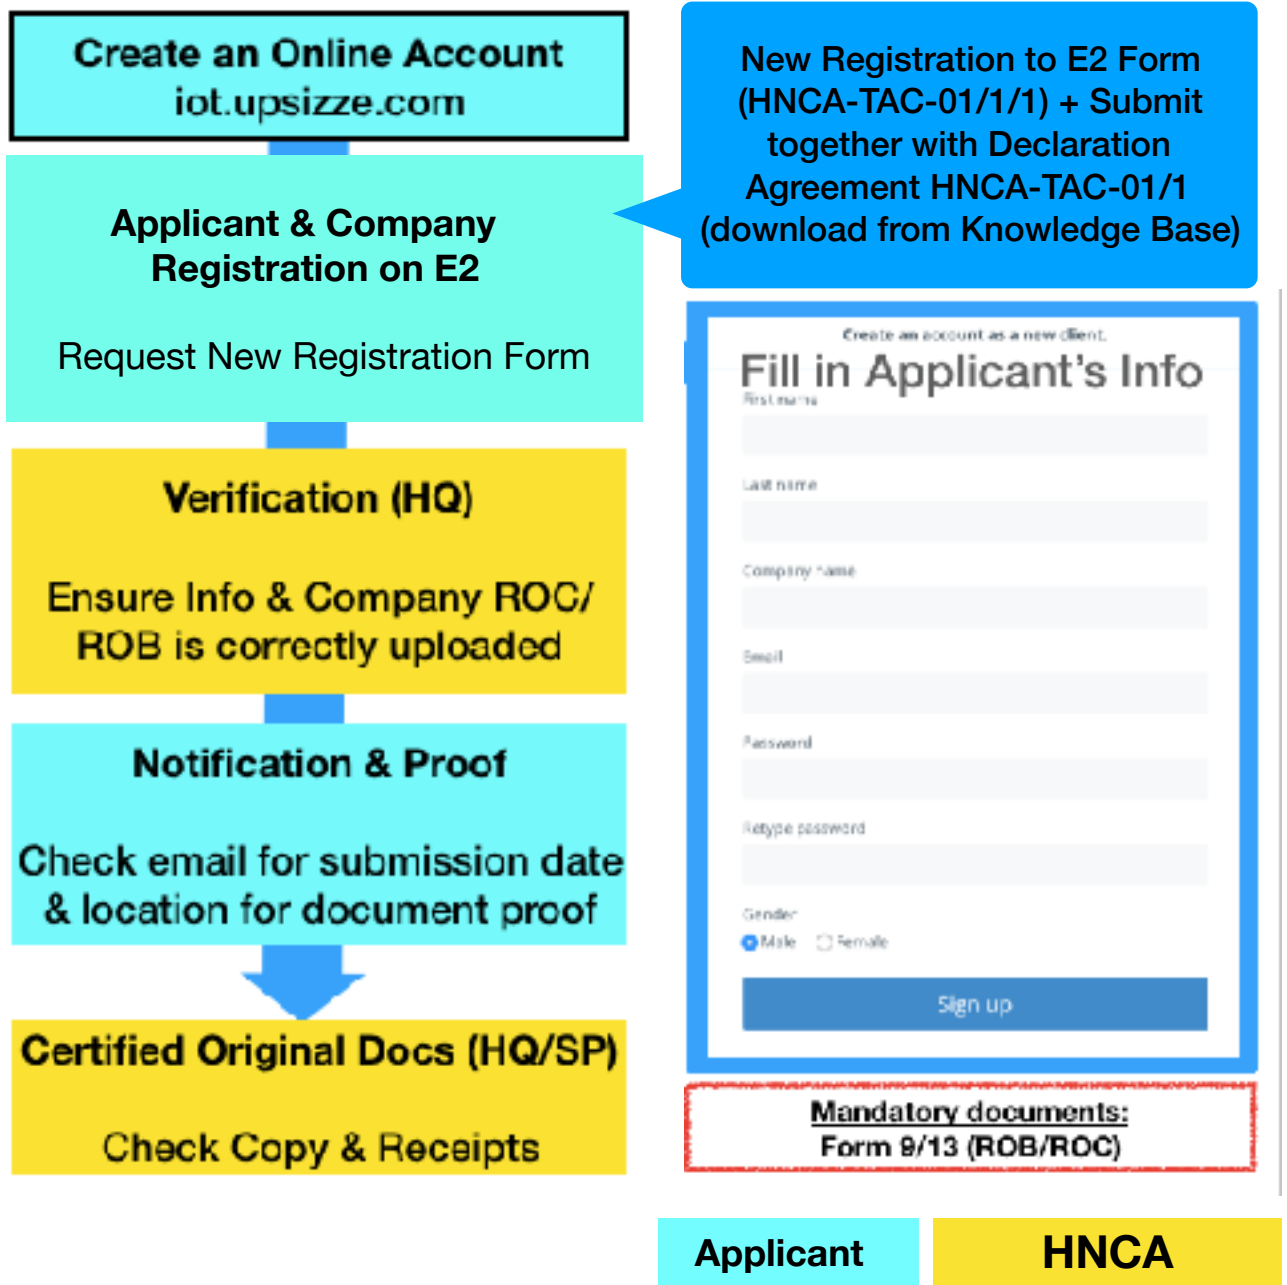 Create an Online Account
iot.upsizze.com
Applicant & Company
Registration on E2
Request New Registration Form
Verification (HQ)
Ensure Info & Company ROC/
ROB is correctly uploaded
Notification & Proof
Check email for submission date
& location for document proof
Certified Original Docs (HQ/SP)
Check Copy & Receipts
New Registration to E2 Form
(HNCA-TAC-01/1/1) + Submit
together with Declaration
Agreement HNCA-TAC-01/1
(download from Knowledge Base)
Create an account as a new client.
Fill in Applicant's Info
First name
Last name
Company name
Email
Password
Retype password
Gender
Male Female
Sign up
Mandatory documents:
Form 9/13 (ROB/ROC)
Applicant
HNCA